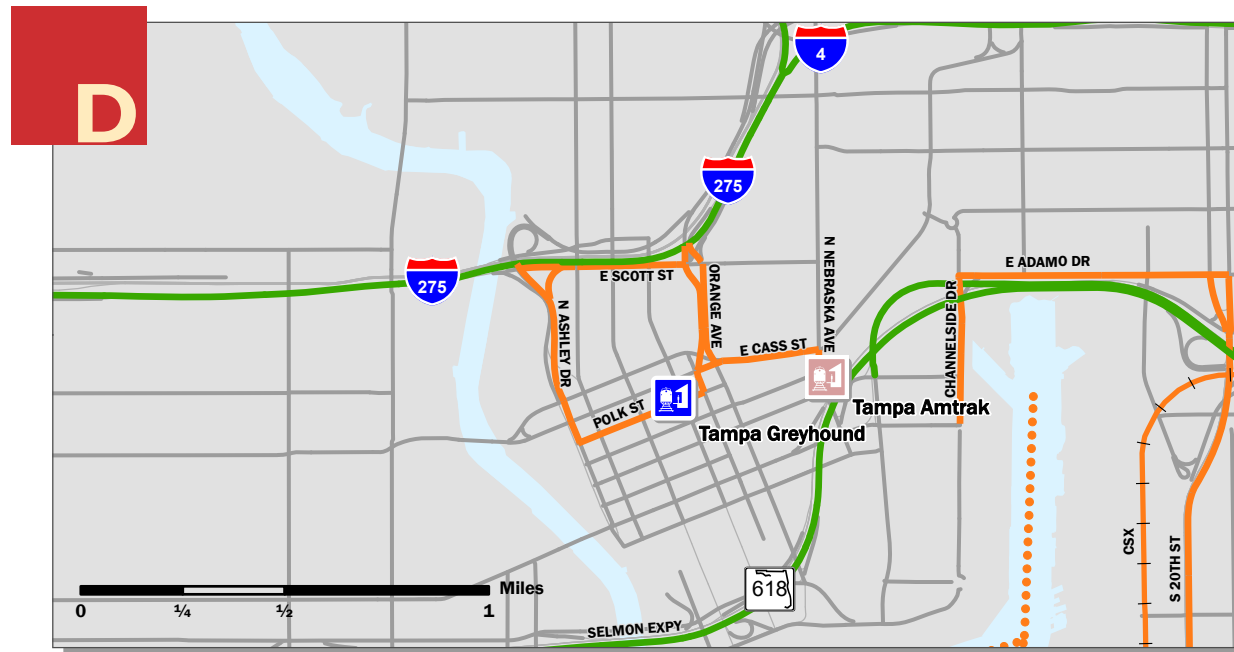 D
4
275
275
E SCOTT ST
N ASHLEY DR
ORANGE AVE
N NEBRASKA AVE
E ADAMO DR
CHANNELSIDE DR
E CASS ST
POLK ST
Tampa Amtrak
Tampa Greyhound
CSX
S 20TH ST
618
SELMON EXPY
Miles
0 ¼ ½ 1